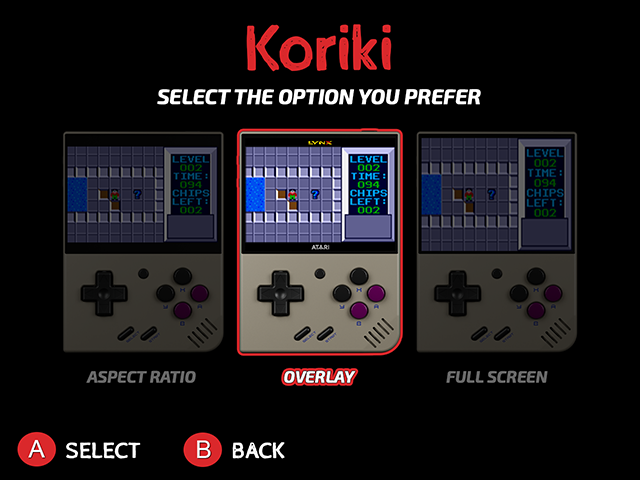 Koriki
SELECT THE OPTION YOU PREFER
LEVEL
002
TIME:
094
CHIPS
LEFT:
002
LYNX
LEVEL
002
TIME:
094
CHIPS
LEFT:
002
ATARI
LEVEL
002
TIME:
094
CHIPS
LEFT:
002
ASPECT RATIO
OVERLAY
FULL SCREEN
A SELECT
B BACK